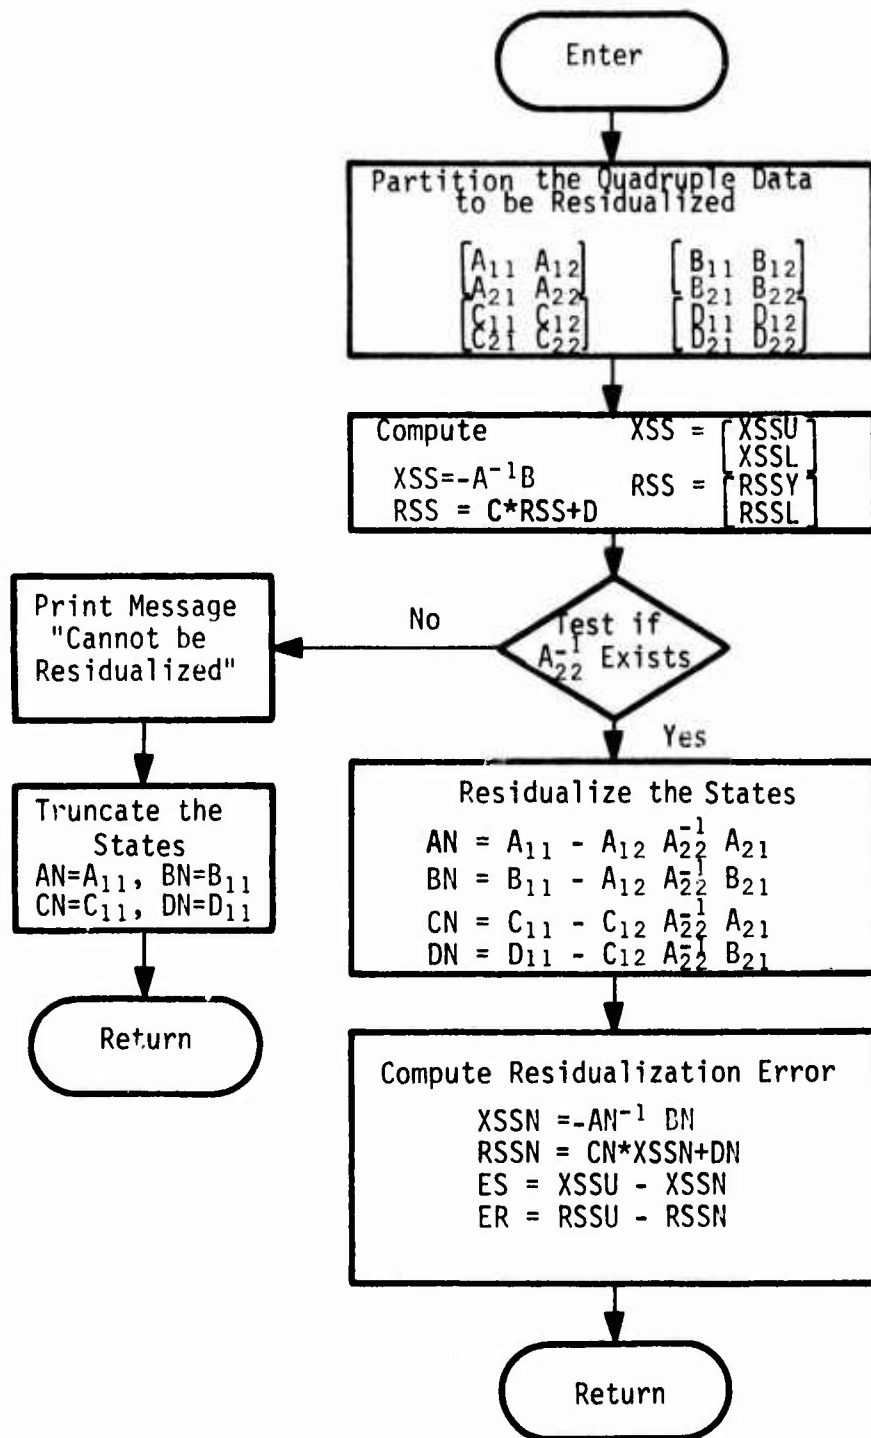 Enter
Partition the Quadruple Data
to be Residualized
[A₁₁ A₁₂] [B₁₁ B₁₂]
[A₂₁ A₂₂] [B₂₁ B₂₂]
[C₁₁ C₁₂] [D₁₁ D₁₂]
[C₂₁ C₂₂] [D₂₁ D₂₂]
Compute XSS = [XSSU]
[XSSL]
XSS=-A⁻¹B RSS = [RSSY]
RSS = C*RSS+D [RSSL]
Test if
A₂₂⁻¹ Exists
No
Yes
Print Message
"Cannot be
Residualized"
Truncate the
States
AN=A₁₁, BN=B₁₁
CN=C₁₁, DN=D₁₁
Return
Residualize the States
AN = A₁₁ - A₁₂ A₂₂⁻¹ A₂₁
BN = B₁₁ - A₁₂ A₂₂⁻¹ B₂₁
CN = C₁₁ - C₁₂ A₂₂⁻¹ A₂₁
DN = D₁₁ - C₁₂ A₂₂⁻¹ B₂₁
Compute Residualization Error
XSSN =-AN⁻¹ BN
RSSN = CN*XSSN+DN
ES = XSSU - XSSN
ER = RSSU - RSSN
Return